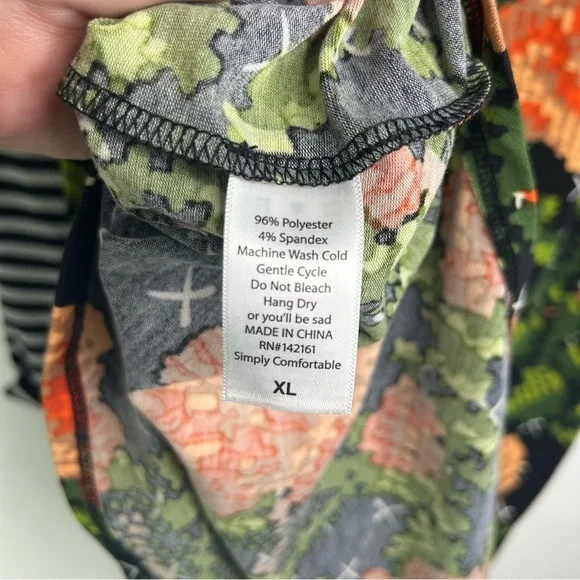 96% Polyester
4% Spandex
Machine Wash Cold
Gentle Cycle
Do Not Bleach
Hang Dry
or you'll be sad
MADE IN CHINA
RN#142161
Simply Comfortable
XL